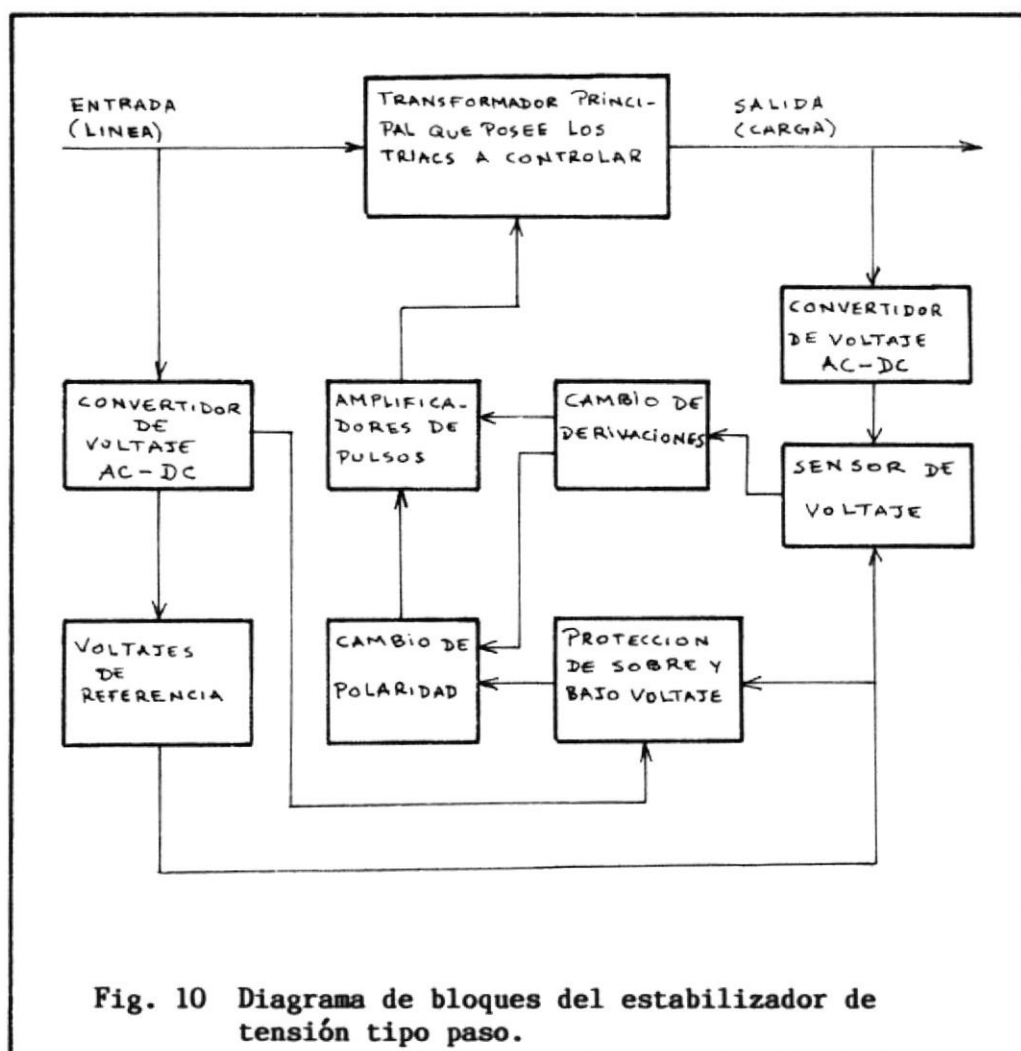 ENTRADA
(LINEA)
TRANSFORMADOR PRINCI-
PAL QUE POSEE LOS
TRIACS A CONTROLAR
SALIDA
(CARGA)
CONVERTIDOR
DE VOLTAJE
AC-DC
CONVERTIDOR
DE
VOLTAJE
AC-DC
AMPLIFICA-
DORES DE
PULSOS
CAMBIO DE
DERIVACIONES
SENSOR DE
VOLTAJE
VOLTAJES
DE
REFERENCIA
CAMBIO DE
POLARIDAD
PROTECCION
DE SOBRE Y
BAJO VOLTAJE
Fig. 10 Diagrama de bloques del estabilizador de
tensión tipo paso.